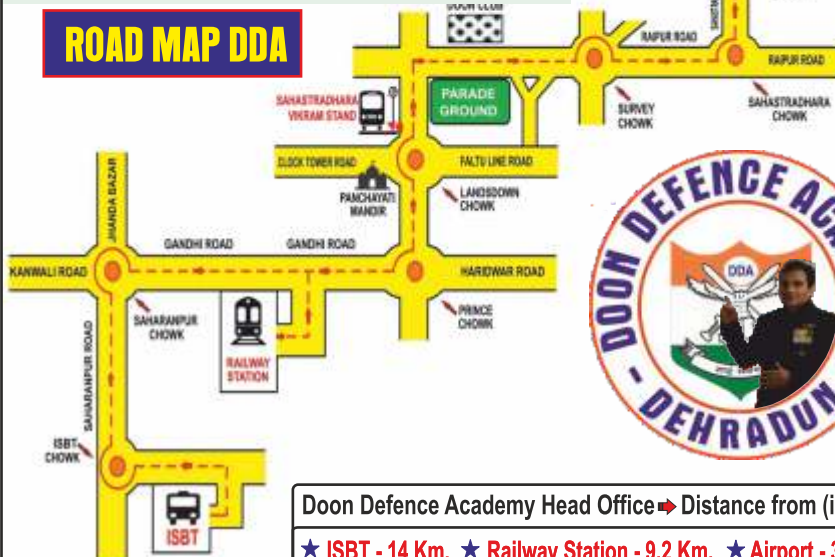 DOON CLUB
ROAD MAP DDA
RAIPUR ROAD
RAIPUR ROAD
SAHASTRADHARA
VIKRAM STAND
PARADE
GROUND
SURVEY
CHOWK
SAHASTRADHARA
CHOWK
CLOCK TOWER ROAD
FALTU LINE ROAD
PANCHAYATI
MANDIR
LANDSDOWN
CHOWK
JHANDA BAZAR
GANDHI ROAD
GANDHI ROAD
KANWALI ROAD
HARIDWAR ROAD
SAHARANPUR
CHOWK
PRINCE
CHOWK
RAILWAY
STATION
SAHARANPUR ROAD
ISBT
CHOWK
ISBT
DOON DEFENCE ACA
DDA
- DEHRADUN
Doon Defence Academy Head Office Distance from (i
★ ISBT - 14 Km. ★ Railway Station - 9.2 Km. ★ Airport -